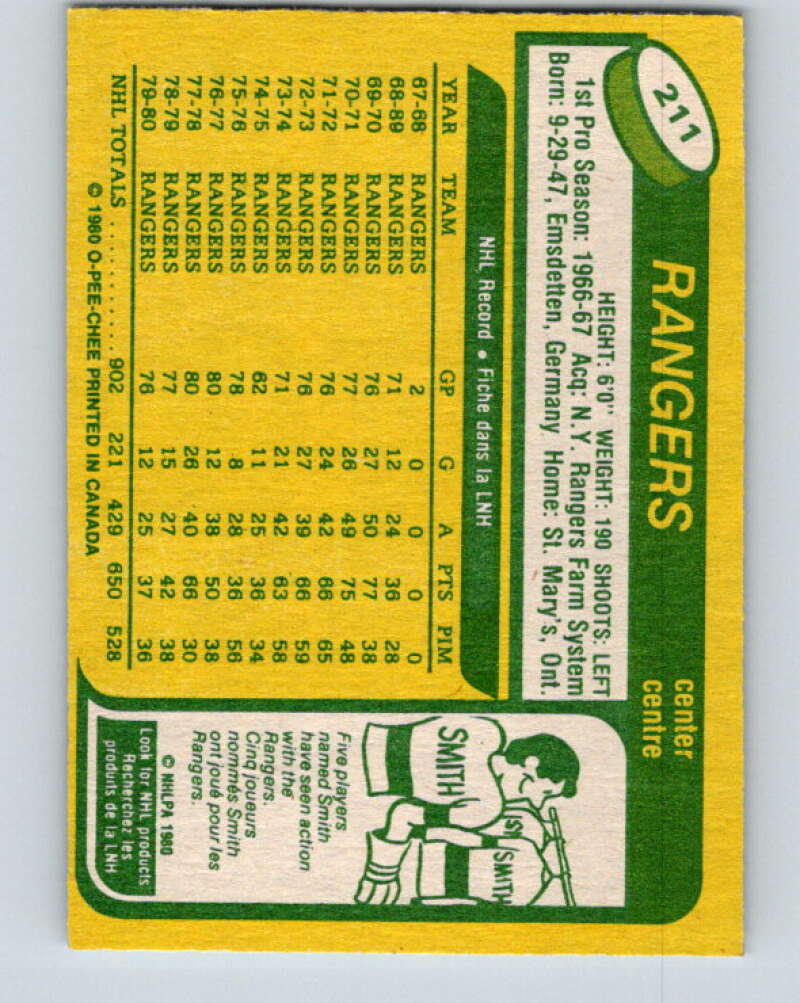 211
RANGERS
center
centre
HEIGHT: 6'0" WEIGHT: 190 SHOOTS: LEFT
1st Pro Season: 1966-67 Acq: N.Y. Rangers Farm System
Born: 9-29-47, Emsdetten, Germany Home: St. Mary's, Ont.
NHL Record • Fiche dans la LNH
YEAR TEAM GP G A PTS PIM
67-68 RANGERS 2 0 0 0 0
68-89 RANGERS 71 12 24 36 28
69-70 RANGERS 76 27 50 77 38
70-71 RANGERS 77 26 49 75 48
71-72 RANGERS 76 24 42 66 65
72-73 RANGERS 76 27 39 66 59
73-74 RANGERS 71 21 42 63 58
74-75 RANGERS 62 11 25 36 34
75-76 RANGERS 78 8 28 36 56
76-77 RANGERS 80 12 38 50 38
77-78 RANGERS 80 26 40 66 30
78-79 RANGERS 77 15 27 42 38
79-80 RANGERS 76 12 25 37 36
NHL TOTALS ............ 902 221 429 650 528
© 1980 O-PEE-CHEE PRINTED IN CANADA
SMITH
SMITH
Five players
named Smith
have seen action
with the
Rangers.
Cinq joueurs
nommés Smith
ont joué pour les
Rangers.
© NHLPA 1980
Look for NHL products
Recherchez les
produits de la LNH